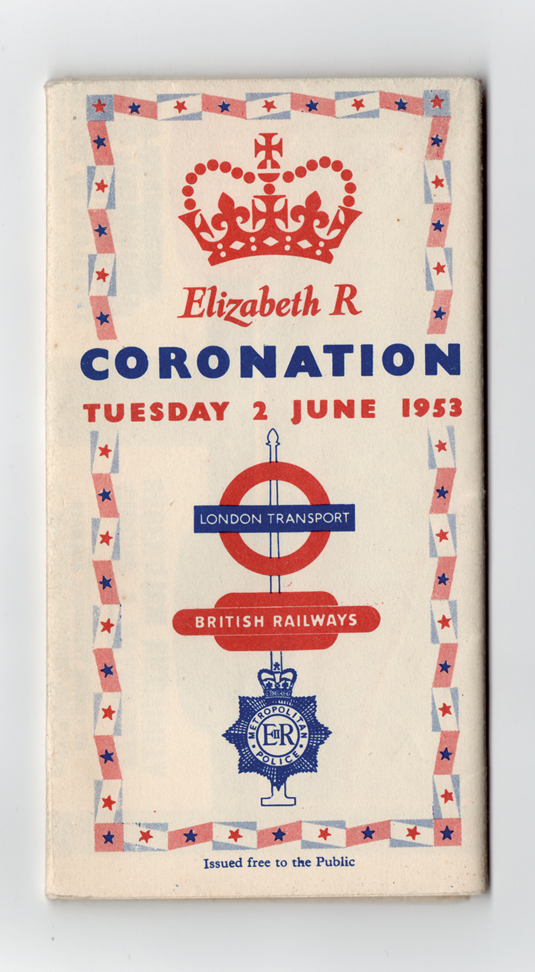 Elizabeth R
CORONATION
TUESDAY 2 JUNE 1953
LONDON TRANSPORT
BRITISH RAILWAYS
METROPOLITAN
EIIR
POLICE
Issued free to the Public